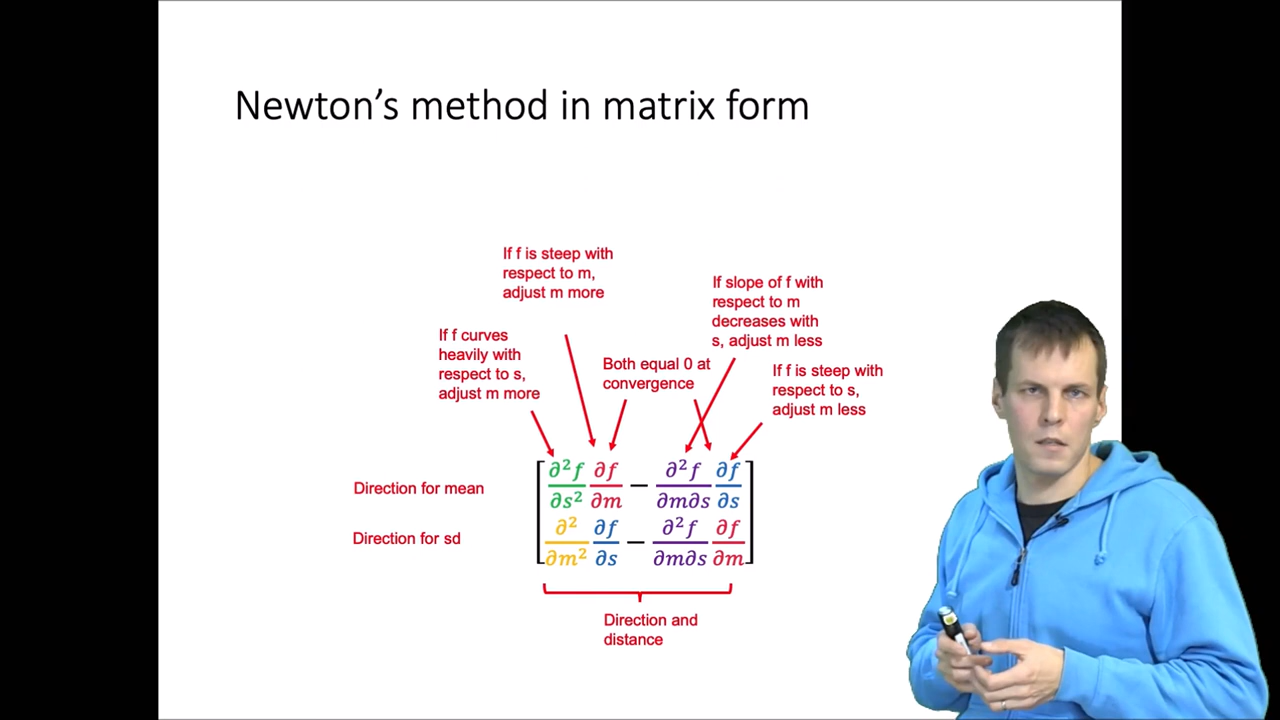 Newton's method in matrix form
If f is steep with
respect to m,
adjust m more
If slope of f with
respect to m
decreases with
s, adjust m less
If f curves
heavily with
respect to s,
adjust m more
Both equal 0 at
convergence
If f is steep with
respect to s,
adjust m less
Direction for mean
∂²f/∂s² ∂f/∂m − ∂²f/∂m∂s ∂f/∂s
Direction for sd
∂²/∂m² ∂f/∂s − ∂²f/∂m∂s ∂f/∂m
Direction and
distance